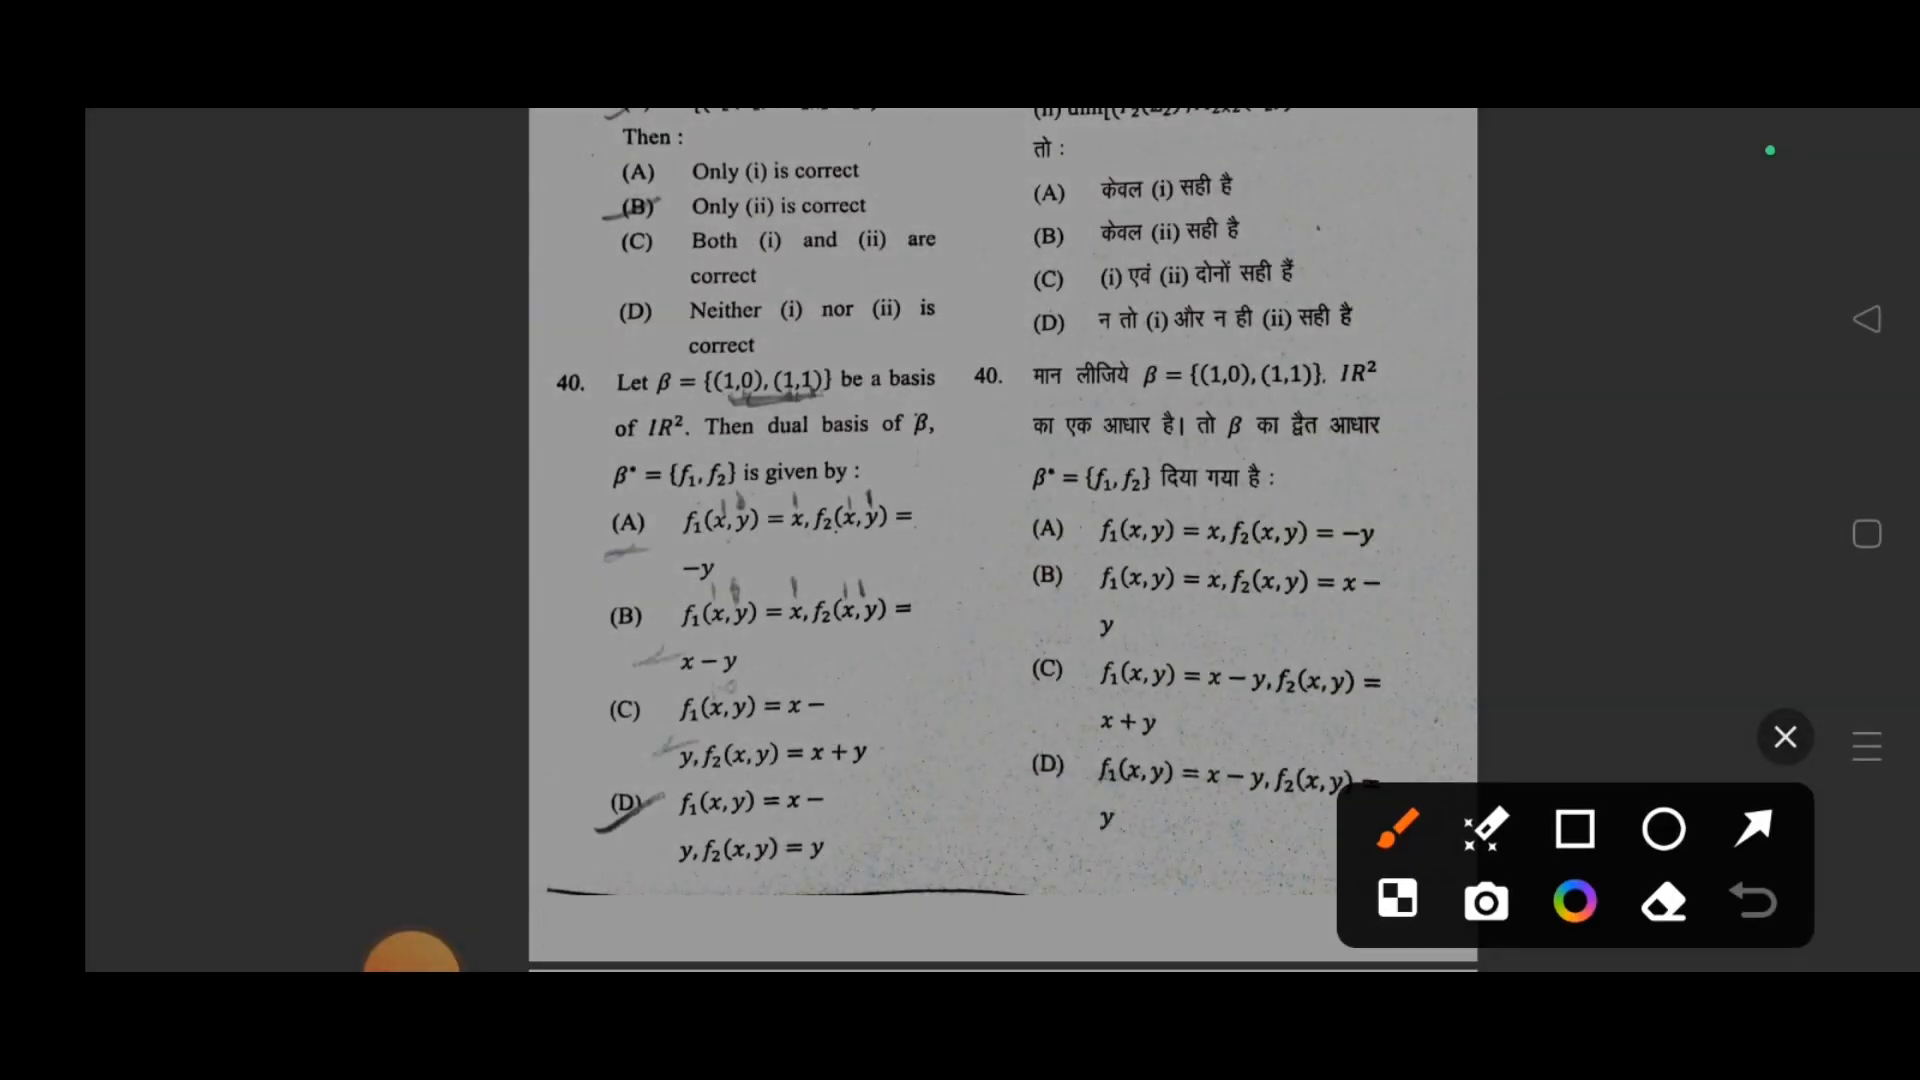 Then :
(A) Only (i) is correct
(B) Only (ii) is correct
(C) Both (i) and (ii) are
correct
(D) Neither (i) nor (ii) is
correct
40. Let β = {(1,0), (1,1)} be a basis
of IR². Then dual basis of β,
β* = {f₁, f₂} is given by :
(A) f₁(x, y) = x, f₂(x, y) =
−y
(B) f₁(x, y) = x, f₂(x, y) =
x − y
(C) f₁(x, y) = x −
y, f₂(x, y) = x + y
(D) f₁(x, y) = x −
y, f₂(x, y) = y
तो :
(A) केवल (i) सही है
(B) केवल (ii) सही है
(C) (i) एवं (ii) दोनों सही हैं
(D) न तो (i) और न ही (ii) सही है
40. मान लीजिये β = {(1,0), (1,1)}. IR²
का एक आधार है। तो β का द्वैत आधार
β* = {f₁, f₂} दिया गया है :
(A) f₁(x, y) = x, f₂(x, y) = −y
(B) f₁(x, y) = x, f₂(x, y) = x −
y
(C) f₁(x, y) = x − y, f₂(x, y) =
x + y
(D) f₁(x, y) = x − y, f₂(x, y) =
y